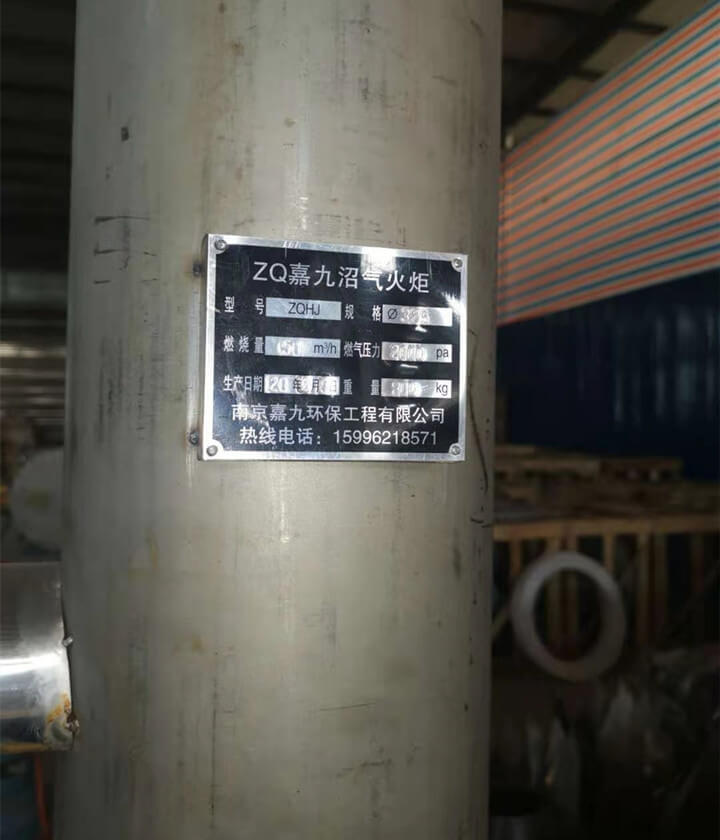 ZQ嘉九沼气火炬
型 号 ZQHJ 规 格 Ø
燃烧量 m³/h 燃气压力 pa
生产日期 20 年 月 重 量 kg
南京嘉九环保工程有限公司
热线电话：15996218571